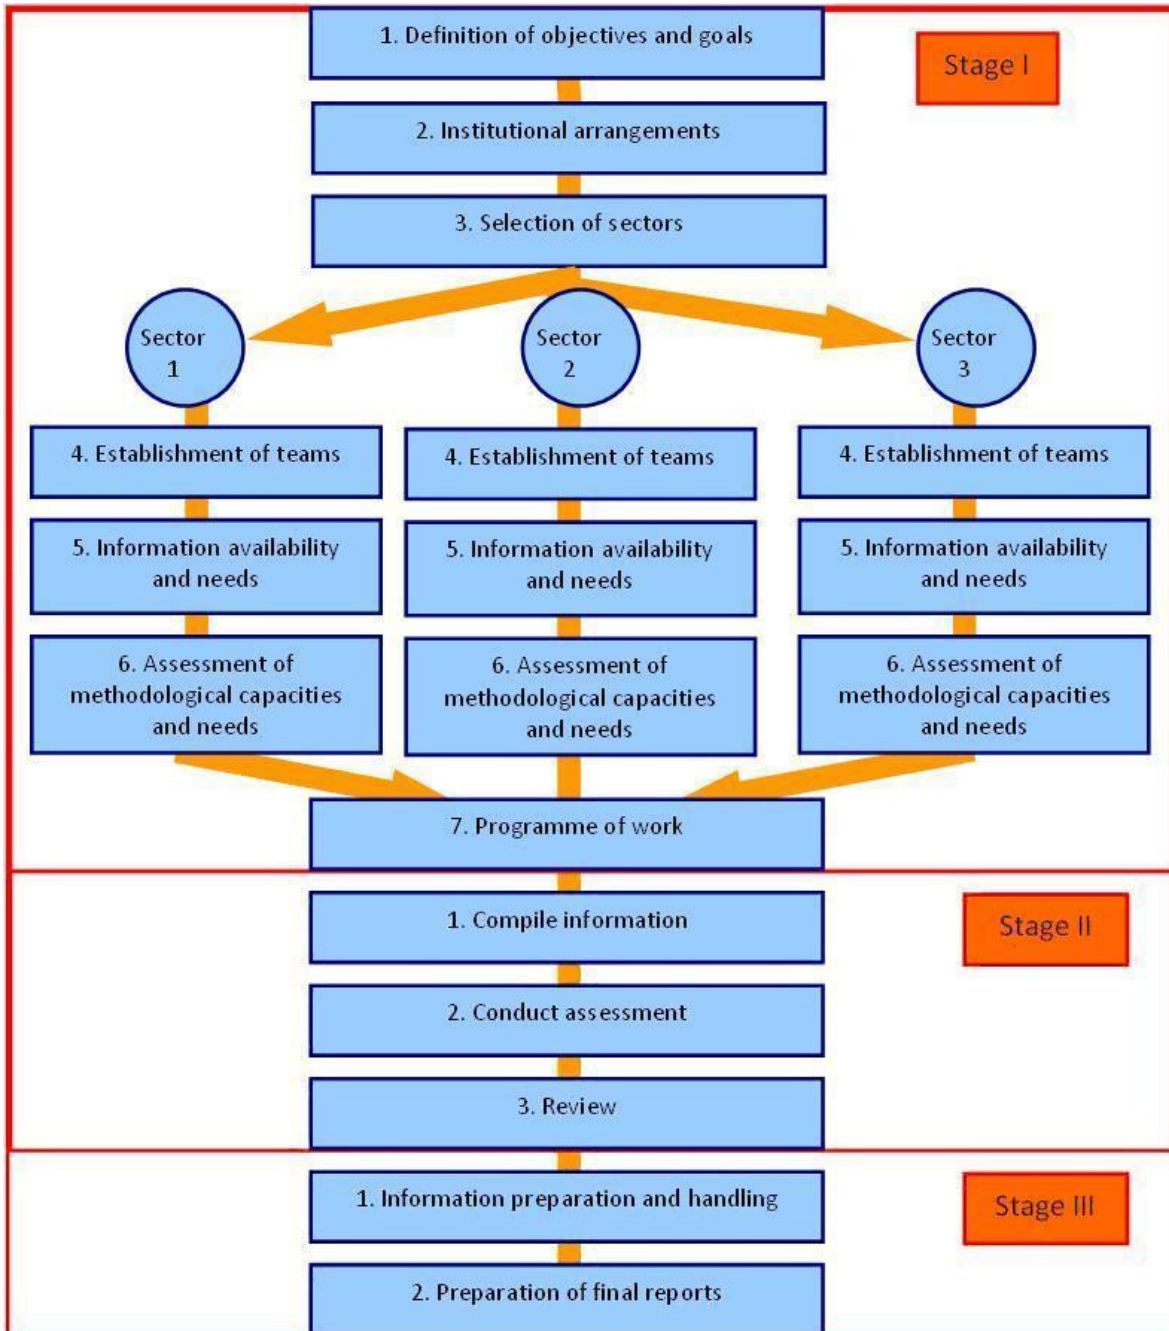 1. Definition of objectives and goals
Stage I
2. Institutional arrangements
3. Selection of sectors
Sector
1
Sector
2
Sector
3
4. Establishment of teams
4. Establishment of teams
4. Establishment of teams
5. Information availability
and needs
5. Information availability
and needs
5. Information availability
and needs
6. Assessment of
methodological capacities
and needs
6. Assessment of
methodological capacities
and needs
6. Assessment of
methodological capacities
and needs
7. Programme of work
1. Compile information
Stage II
2. Conduct assessment
3. Review
1. Information preparation and handling
Stage III
2. Preparation of final reports